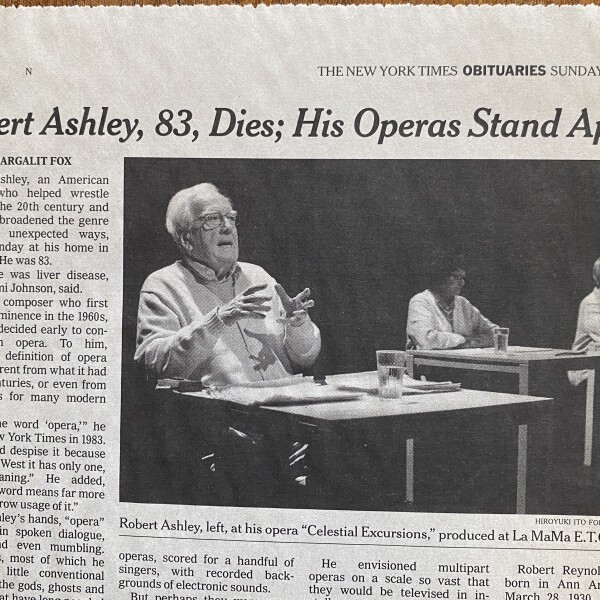 N
THE NEW YORK TIMES OBITUARIES SUNDAY
ert Ashley, 83, Dies; His Operas Stand Ap
ARGALIT FOX
shley, an American
who helped wrestle
he 20th century and
broadened the genre
unexpected ways,
nday at his home in
He was 83.
e was liver disease,
mi Johnson, said.
composer who first
minence in the 1960s,
decided early to con-
n opera. To him,
definition of opera
rent from what it had
nturies, or even from
s for many modern
he word ‘opera,’” he
w York Times in 1983.
d despise it because
West it has only one,
aning.” He added,
word means far more
row usage of it.”
ley’s hands, “opera”
in spoken dialogue,
nd even mumbling.
s, most of which he
little conventional
the gods, ghosts and
HIROYUKI ITO FO
Robert Ashley, left, at his opera “Celestial Excursions,” produced at La MaMa E.T.
operas, scored for a handful of
singers, with recorded back-
grounds of electronic sounds.
But perhaps they
He envisioned multipart
operas on a scale so vast that
they would be televised in in-
Robert Reynol
born in Ann Ar
March 28, 1930